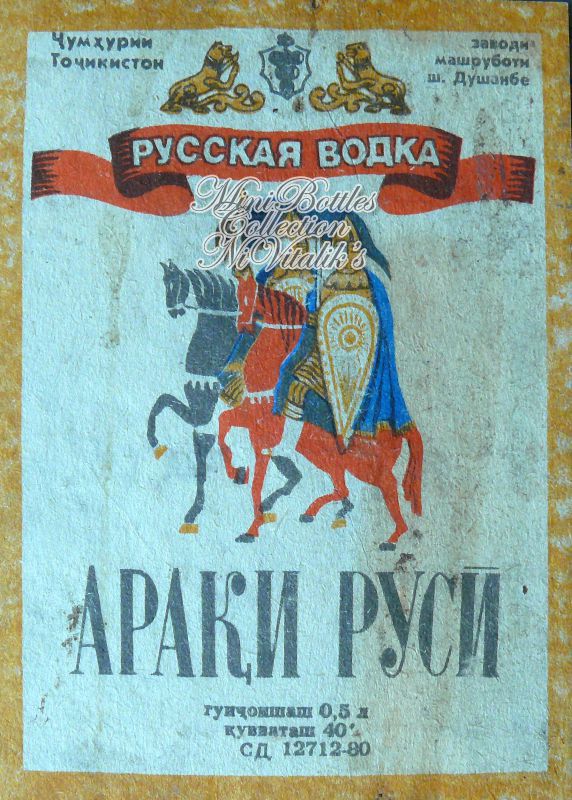 Ҷумҳурии
Тоҷикистон
заводи
машруботи
ш. Душанбе
РУССКАЯ ВОДКА
Mini Bottles
Collection
NiVitalik's
АРАҚИ РУСӢ
гунҷоишаш 0,5 л
қувваташ 40°
СД 12712-80